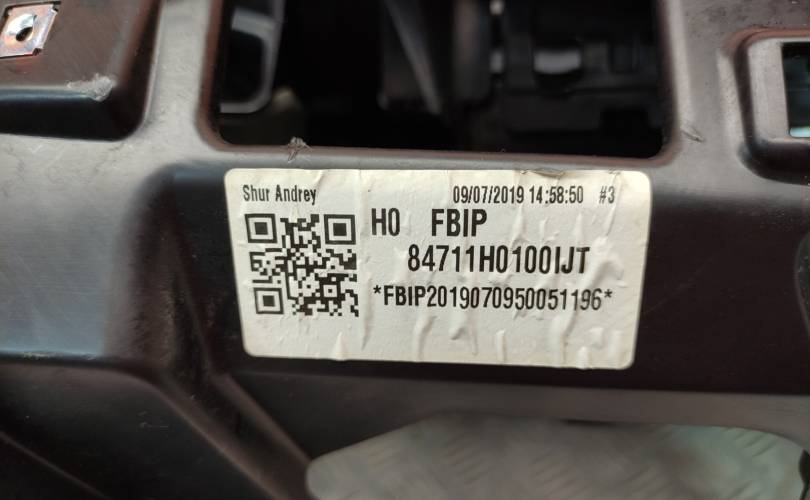 Shur Andrey 09/07/2019 14:58:50 #3
H0 FBIP
84711H0100IJT
*FBIP2019070950051196*